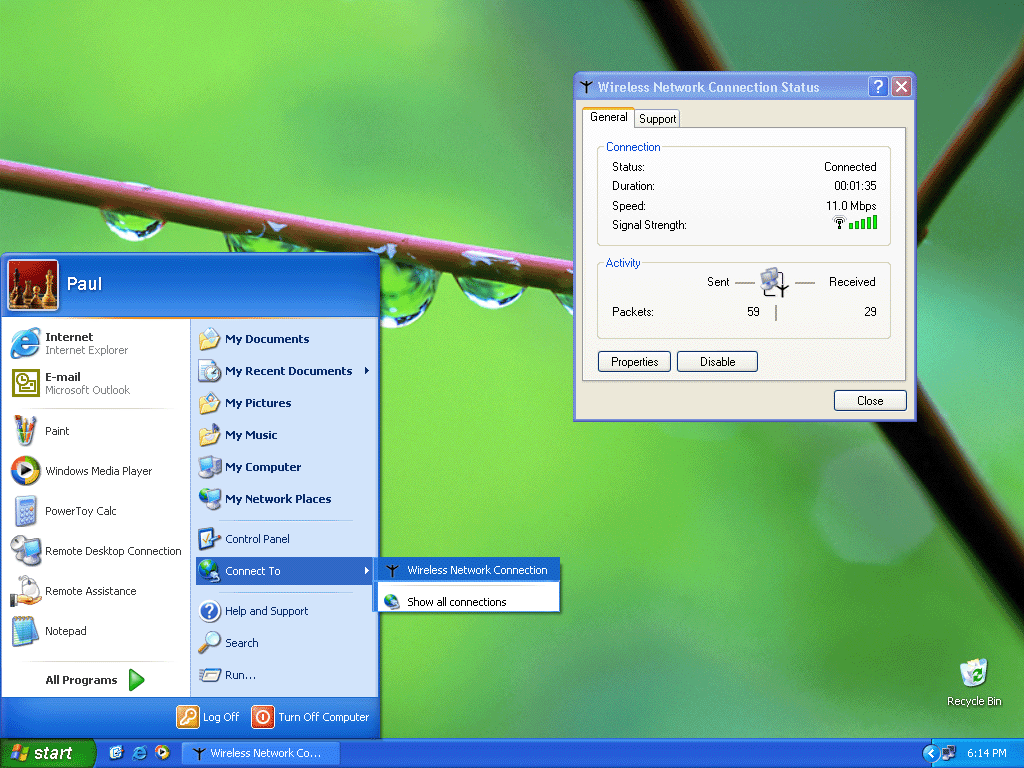 Wireless Network Connection Status
General
Support
Connection
Status: Connected
Duration: 00:01:35
Speed: 11.0 Mbps
Signal Strength:
Activity
Sent Received
Packets: 59 29
Properties
Disable
Close
Paul
Internet
Internet Explorer
E-mail
Microsoft Outlook
Paint
Windows Media Player
PowerToy Calc
Remote Desktop Connection
Remote Assistance
Notepad
All Programs
My Documents
My Recent Documents
My Pictures
My Music
My Computer
My Network Places
Control Panel
Connect To
Help and Support
Search
Run...
Wireless Network Connection
Show all connections
Log Off
Turn Off Computer
Recycle Bin
start
Wireless Network Co...
6:14 PM